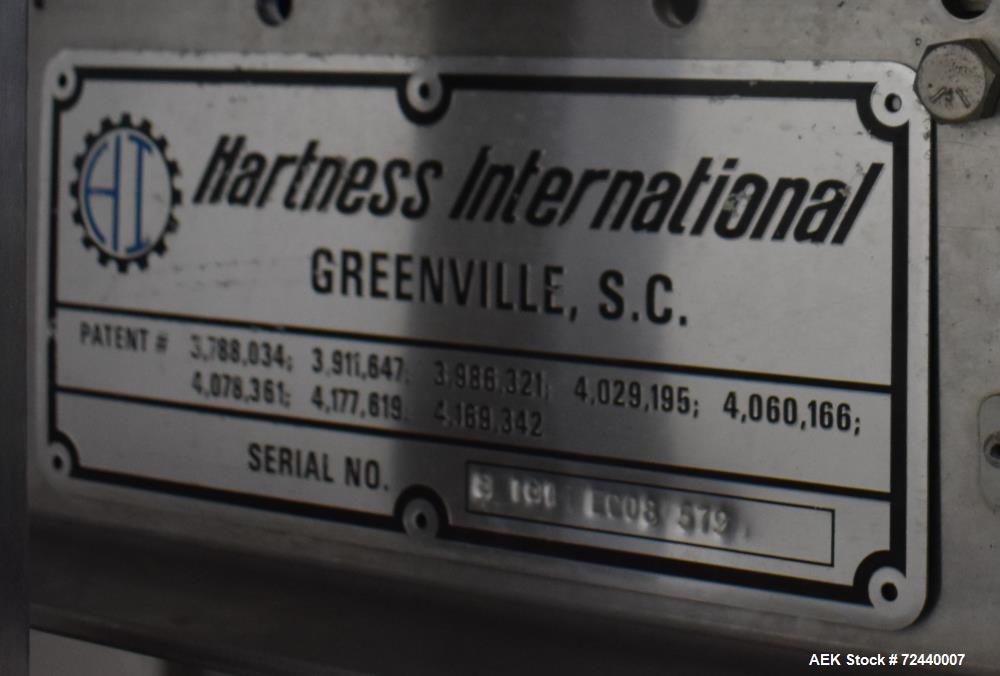 HI Hartness International
GREENVILLE, S.C.
PATENT # 3,788,034; 3,911,647; 3,986,321; 4,029,195; 4,060,166;
4,078,361; 4,177,619; 4,169,342
SERIAL NO. 579
AEK Stock # 72440007